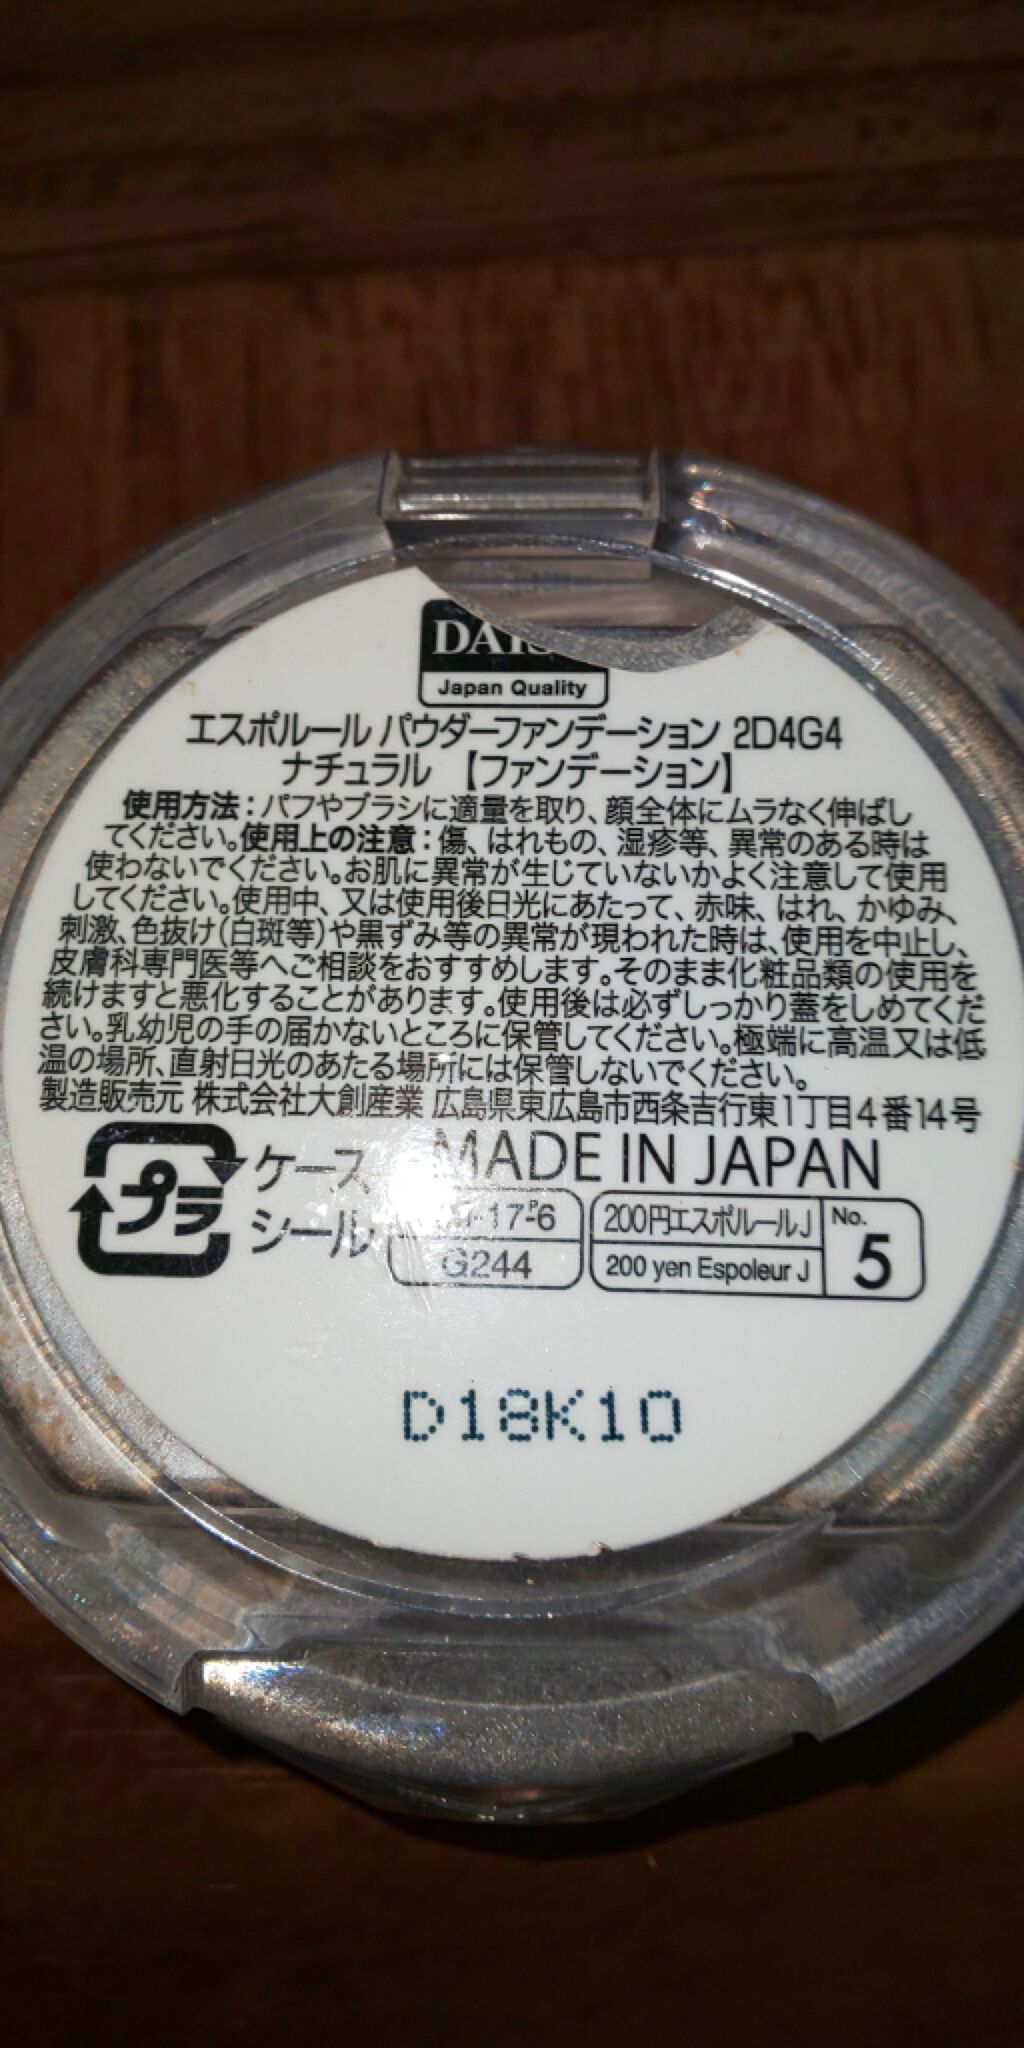 Japan Quality
エスポルール パウダーファンデーション 2D4G4
ナチュラル 【ファンデーション】
使用方法：パフやブラシに適量を取り、顔全体にムラなく伸ばし
てください。使用上の注意：傷、はれもの、湿疹等、異常のある時は
使わないでください。お肌に異常が生じていないかよく注意して使用
してください。使用中、又は使用後日光にあたって、赤味、はれ、かゆみ、
刺激、色抜け(白斑等)や黒ずみ等の異常が現われた時は、使用を中止し、
皮膚科専門医等へご相談をおすすめします。そのまま化粧品類の使用を
続けますと悪化することがあります。使用後は必ずしっかり蓋をしめてくだ
さい。乳幼児の手の届かないところに保管してください。極端に高温又は低
温の場所、直射日光のあたる場所には保管しないでください。
製造販売元 株式会社大創産業 広島県東広島市西条吉行東1丁目4番14号
プラ
ケース
シール
MADE IN JAPAN
G244
200円エスポルールJ
200 yen Espoleur J
No.
5
D18K10